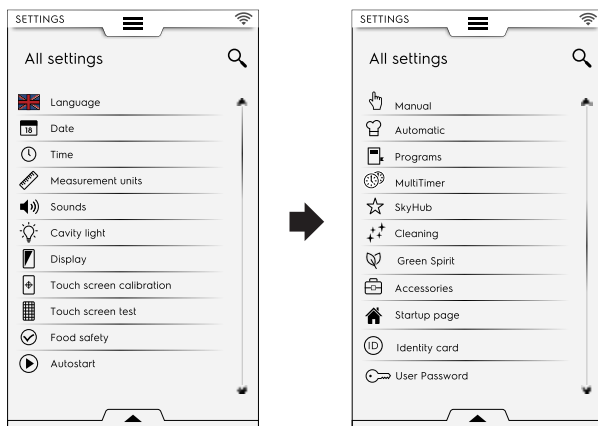 SETTINGS
All settings
Language
18
Date
Time
Measurement units
Sounds
Cavity light
Display
Touch screen calibration
Touch screen test
Food safety
Autostart
SETTINGS
All settings
Manual
Automatic
Programs
MultiTimer
SkyHub
Cleaning
Green Spirit
Accessories
Startup page
ID
Identity card
User Password